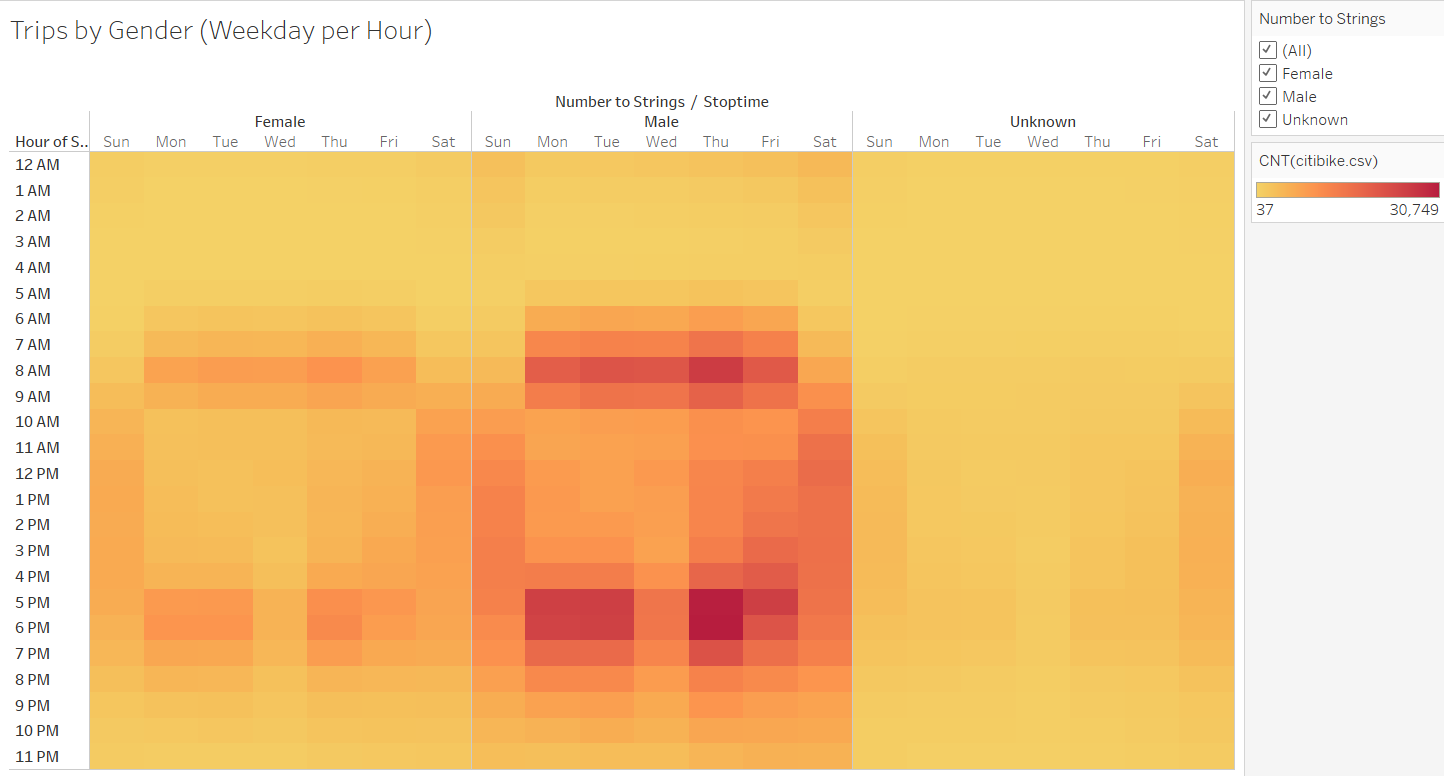 Trips by Gender (Weekday per Hour)
Number to Strings / Stoptime
Female Male Unknown
Hour of S.. Sun Mon Tue Wed Thu Fri Sat Sun Mon Tue Wed Thu Fri Sat Sun Mon Tue Wed Thu Fri Sat
12 AM
1 AM
2 AM
3 AM
4 AM
5 AM
6 AM
7 AM
8 AM
9 AM
10 AM
11 AM
12 PM
1 PM
2 PM
3 PM
4 PM
5 PM
6 PM
7 PM
8 PM
9 PM
10 PM
11 PM
Number to Strings
(All)
Female
Male
Unknown
CNT(citibike.csv)
37 30,749